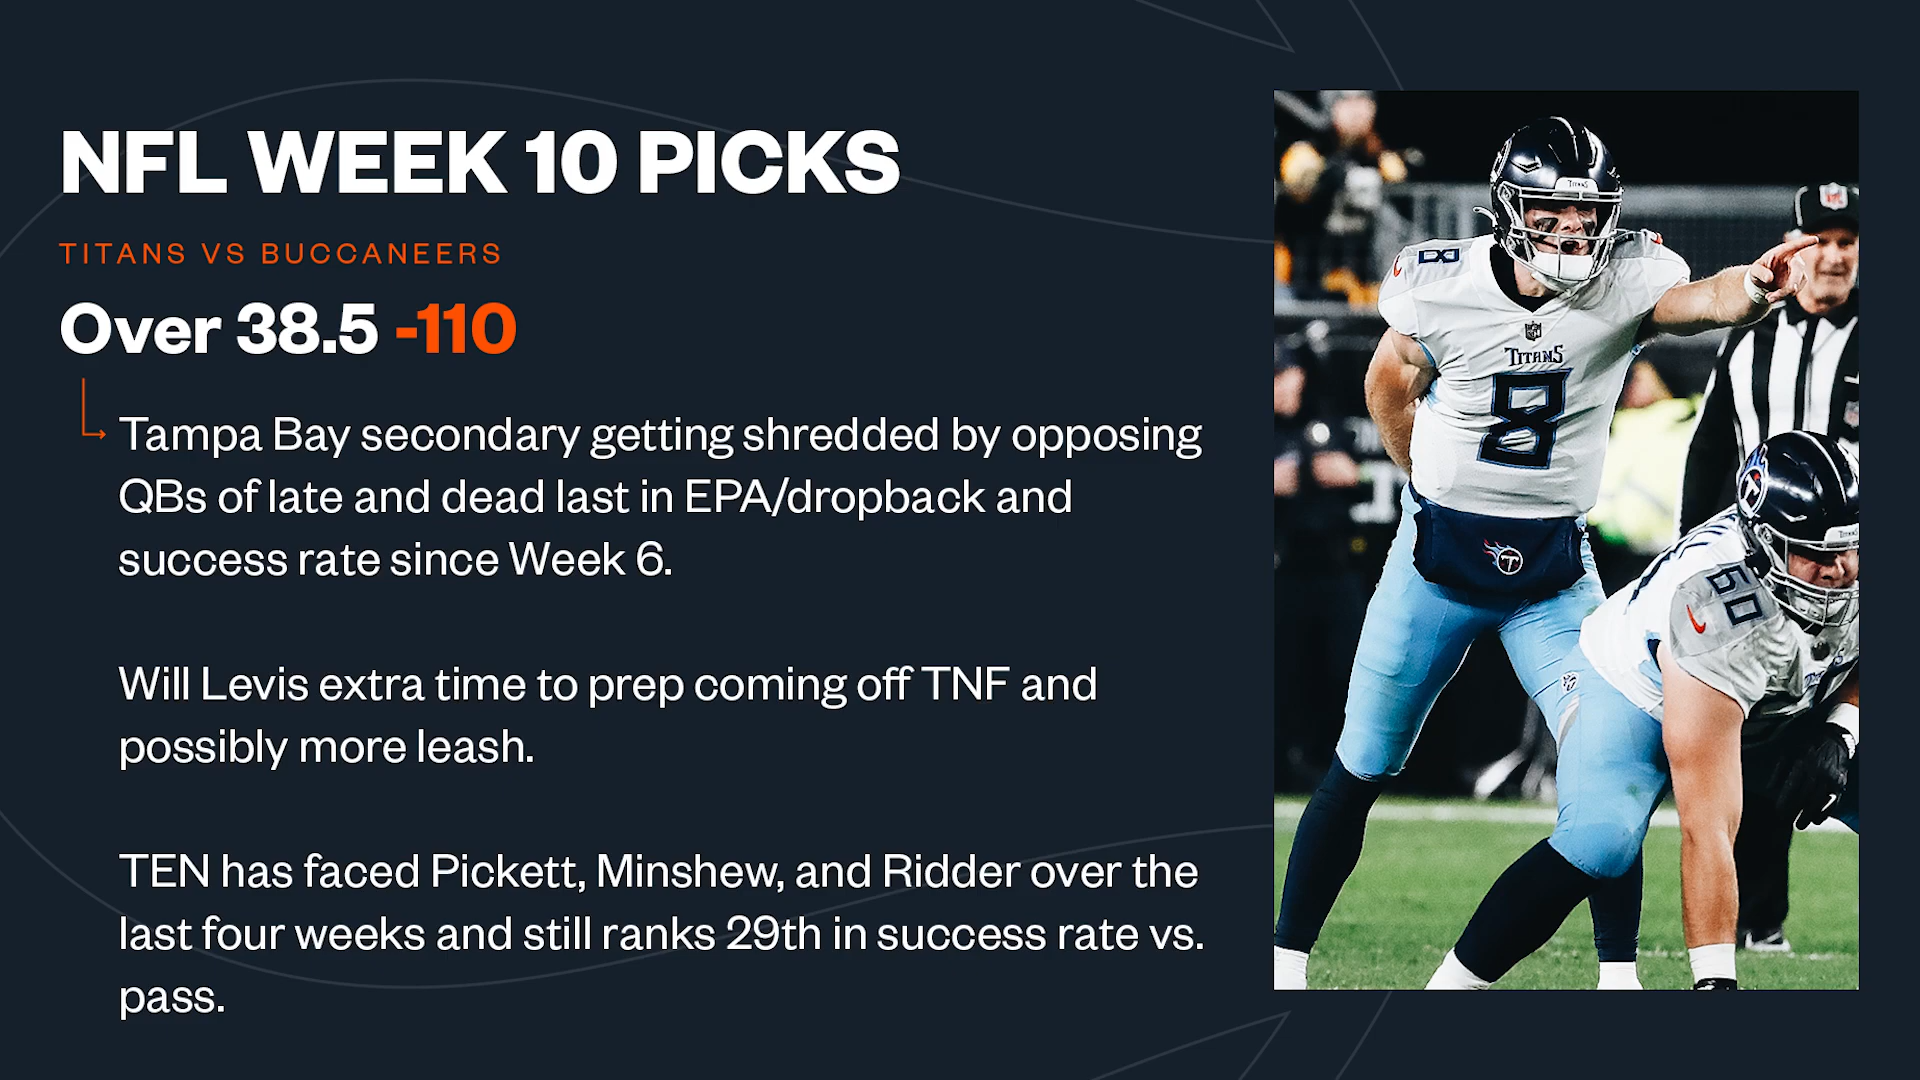 NFL WEEK 10 PICKS
TITANS VS BUCCANEERS
Over 38.5 -110
Tampa Bay secondary getting shredded by opposing
QBs of late and dead last in EPA/dropback and
success rate since Week 6.
Will Levis extra time to prep coming off TNF and
possibly more leash.
TEN has faced Pickett, Minshew, and Ridder over the
last four weeks and still ranks 29th in success rate vs.
pass.
TITANS
8
TITANS
8
60